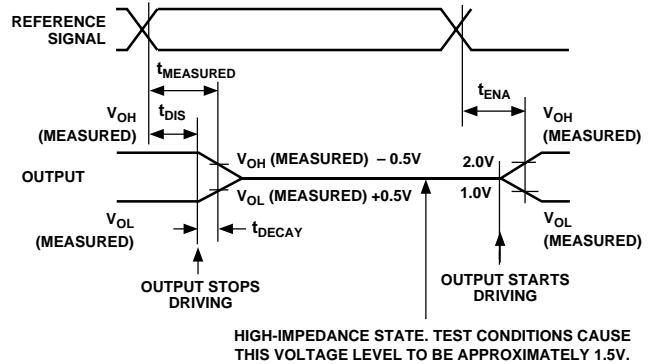 REFERENCE
SIGNAL
tMEASURED
tDIS
tENA
VOH
(MEASURED)
VOH
(MEASURED)
VOH (MEASURED) – 0.5V
2.0V
OUTPUT
VOL (MEASURED) +0.5V
1.0V
VOL
(MEASURED)
tDECAY
VOL
(MEASURED)
OUTPUT STOPS
DRIVING
OUTPUT STARTS
DRIVING
HIGH-IMPEDANCE STATE. TEST CONDITIONS CAUSE
THIS VOLTAGE LEVEL TO BE APPROXIMATELY 1.5V.